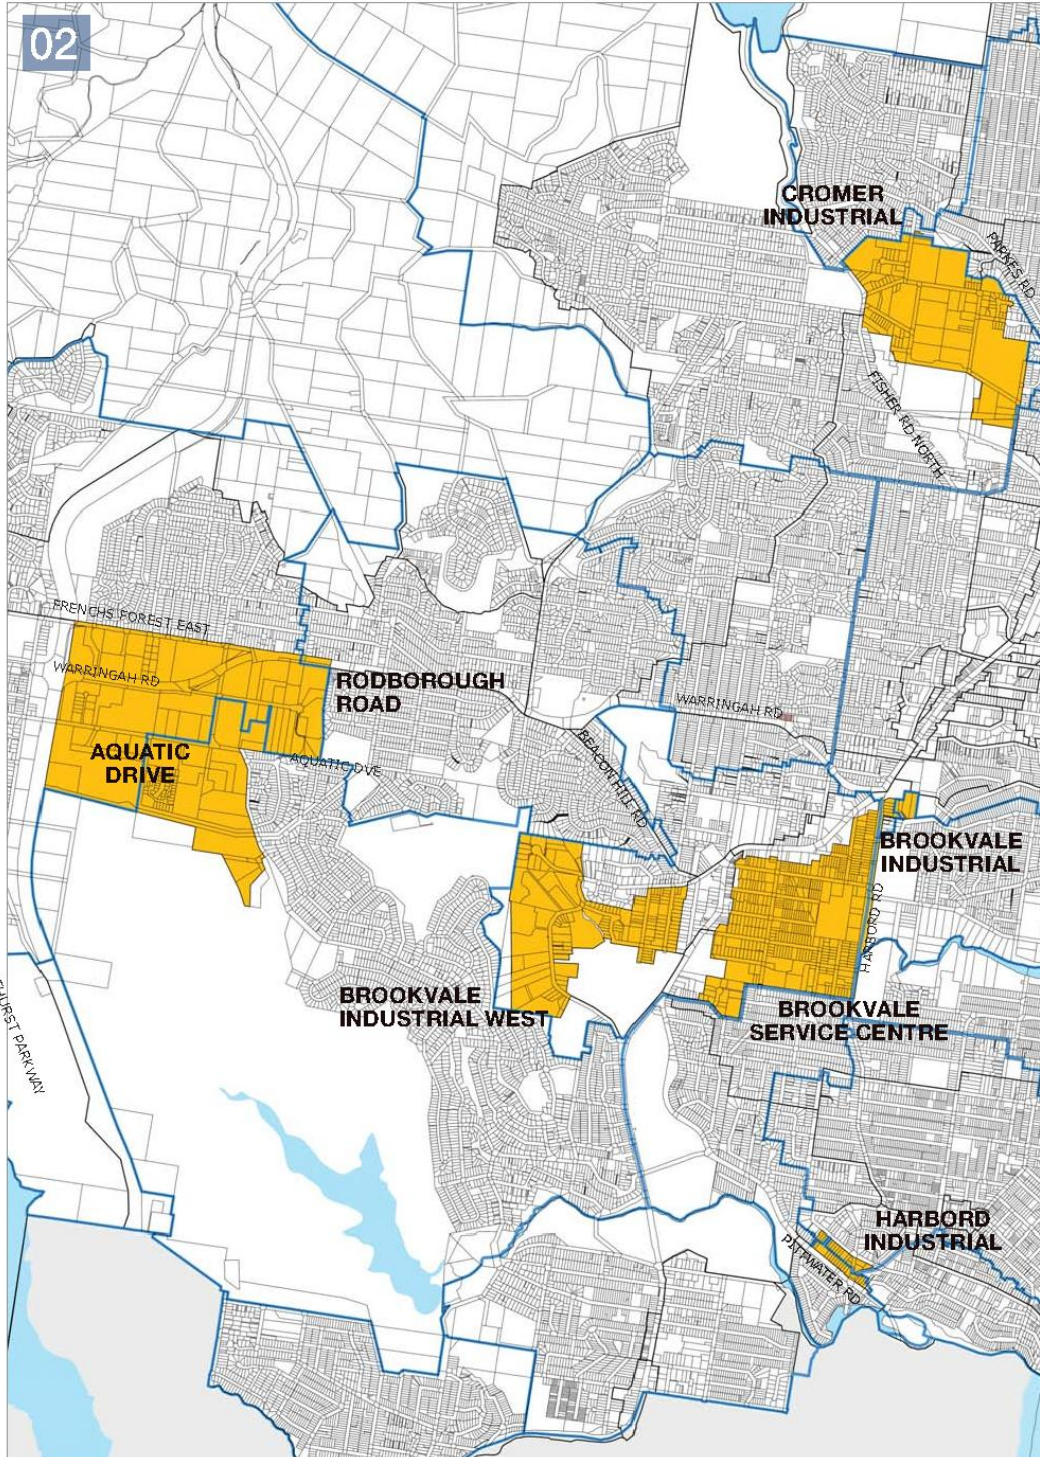 02
CROMER
INDUSTRIAL
PARKES RD
FISHER RD NORTH
FRENCHS FOREST EAST
WARRINGAH RD
RODBOROUGH
ROAD
WARRINGAH RD
AQUATIC
DRIVE
AQUATIC DVE
BEACON HILL RD
BROOKVALE
INDUSTRIAL
HARBORD RD
BROOKVALE
INDUSTRIAL WEST
BROOKVALE
SERVICE CENTRE
HURST PARKWAY
HARBORD
INDUSTRIAL
PITTWATER RD